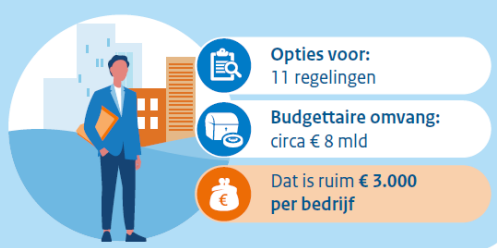 Opties voor:
11 regelingen
Budgettaire omvang:
circa € 8 mld
€
Dat is ruim € 3.000
per bedrijf